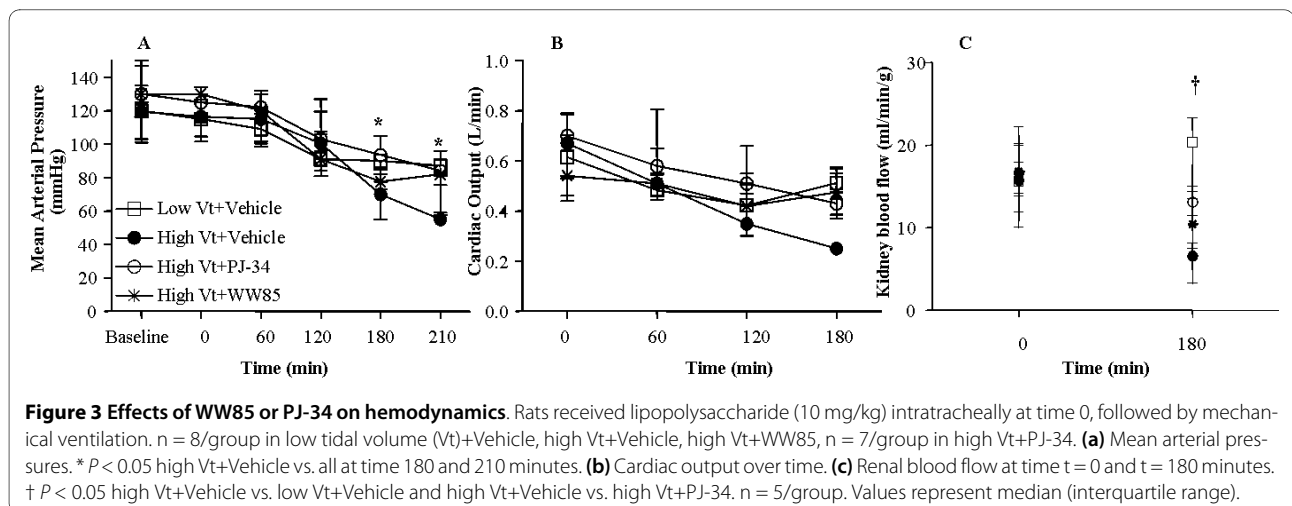 A
B
C
Mean Arterial Pressure
(mmHg)
140
120
100
80
60
40
20
0
*
*
Low Vt+Vehicle
High Vt+Vehicle
High Vt+PJ-34
High Vt+WW85
Baseline 0 60 120 180 210
Time (min)
Cardiac Output (L/min)
1.0
0.8
0.6
0.4
0.2
0.0
0 60 120 180
Time (min)
Kidney blood flow (ml/min/g)
30
20
10
0
†
0 180
Time (min)
Figure 3 Effects of WW85 or PJ-34 on hemodynamics. Rats received lipopolysaccharide (10 mg/kg) intratracheally at time 0, followed by mechan-
ical ventilation. n = 8/group in low tidal volume (Vt)+Vehicle, high Vt+Vehicle, high Vt+WW85, n = 7/group in high Vt+PJ-34. (a) Mean arterial pres-
sures. * P < 0.05 high Vt+Vehicle vs. all at time 180 and 210 minutes. (b) Cardiac output over time. (c) Renal blood flow at time t = 0 and t = 180 minutes.
† P < 0.05 high Vt+Vehicle vs. low Vt+Vehicle and high Vt+Vehicle vs. high Vt+PJ-34. n = 5/group. Values represent median (interquartile range).